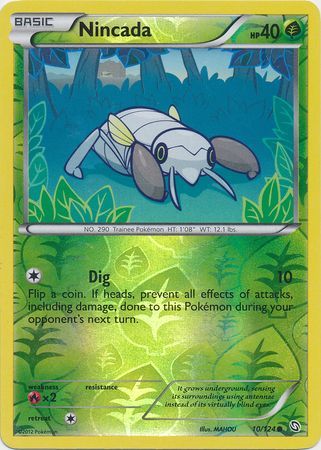 BASIC
Nincada
HP40
NO. 290 Trainee Pokémon HT: 1'08" WT: 12.1 lbs.
Dig 10
Flip a coin. If heads, prevent all effects of attacks,
including damage, done to this Pokémon during your
opponent's next turn.
weakness
×2
resistance
retreat
It grows underground, sensing
its surroundings using antennae
instead of its virtually blind eyes.
©2012 Pokémon
Illus. MAHOU
10/124